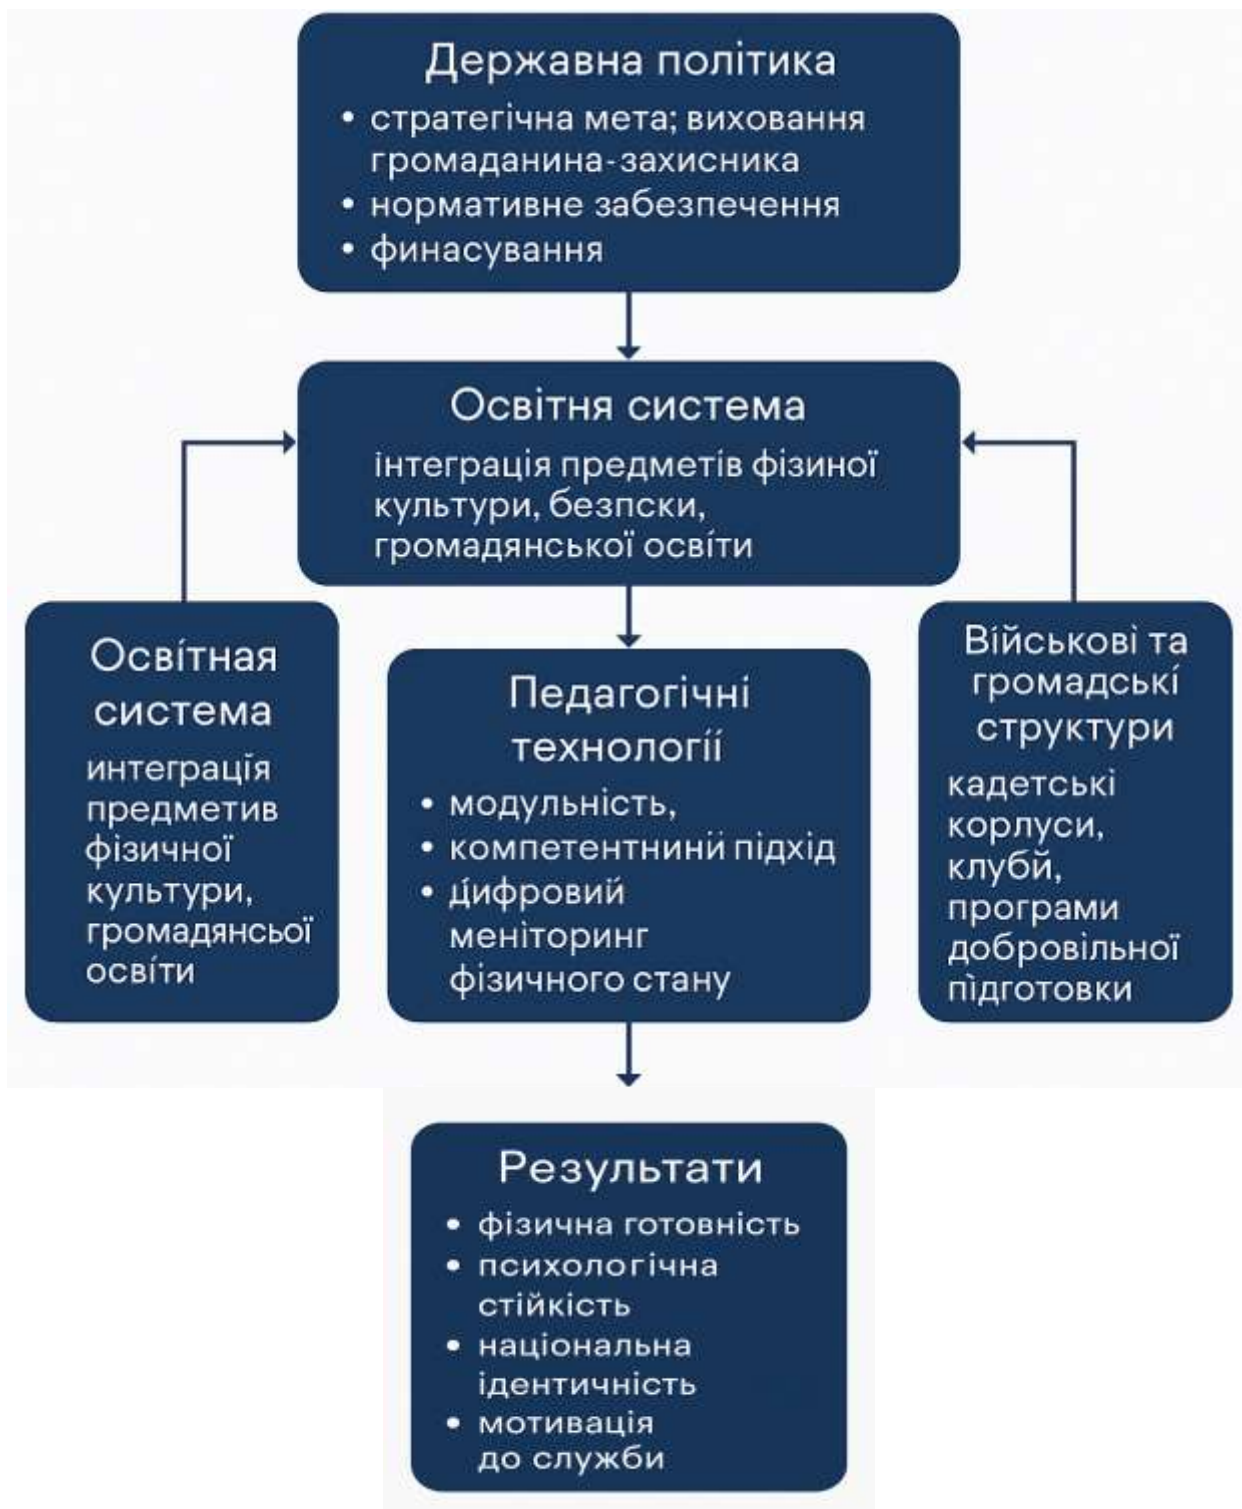 Державна політика
• стратегічна мета; виховання
громаданина-захисника
• нормативне забезпечення
• финасування
Освітня система
інтеграція предметів фізиної
культури, безпски,
громадянської освіти
Освітная
система
интеграція
предметив
фізичної
культури,
громадянсьої
освіти
Педагогічні
технології
• модульність,
• компетентнині підхід
• цифровий
меніторинг
фізичного стану
Військові та
громадські
структури
кадетські
корлуси,
клубй,
програми
добровільної
підготовки
Результати
• фізична готовність
• психологічна
стійкість
• національна
ідентичність
• мотивація
до служби